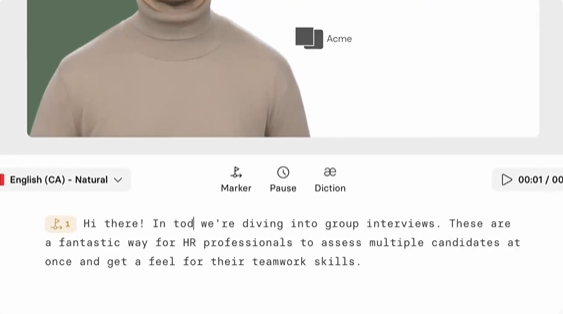 Acme
English (CA) - Natural
Marker
Pause
æ
Diction
00:01 / 00
1 Hi there! In tod we're diving into group interviews. These are
a fantastic way for HR professionals to assess multiple candidates at
once and get a feel for their teamwork skills.